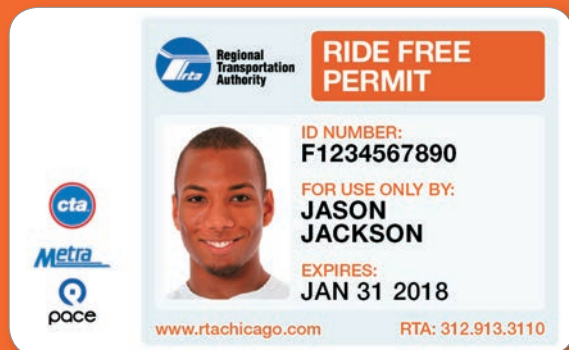 rta
Regional
Transportation
Authority
RIDE FREE
PERMIT
ID NUMBER:
F1234567890
FOR USE ONLY BY:
JASON
JACKSON
EXPIRES:
JAN 31 2018
cta
Metra
pace
www.rtachicago.com RTA: 312.913.3110